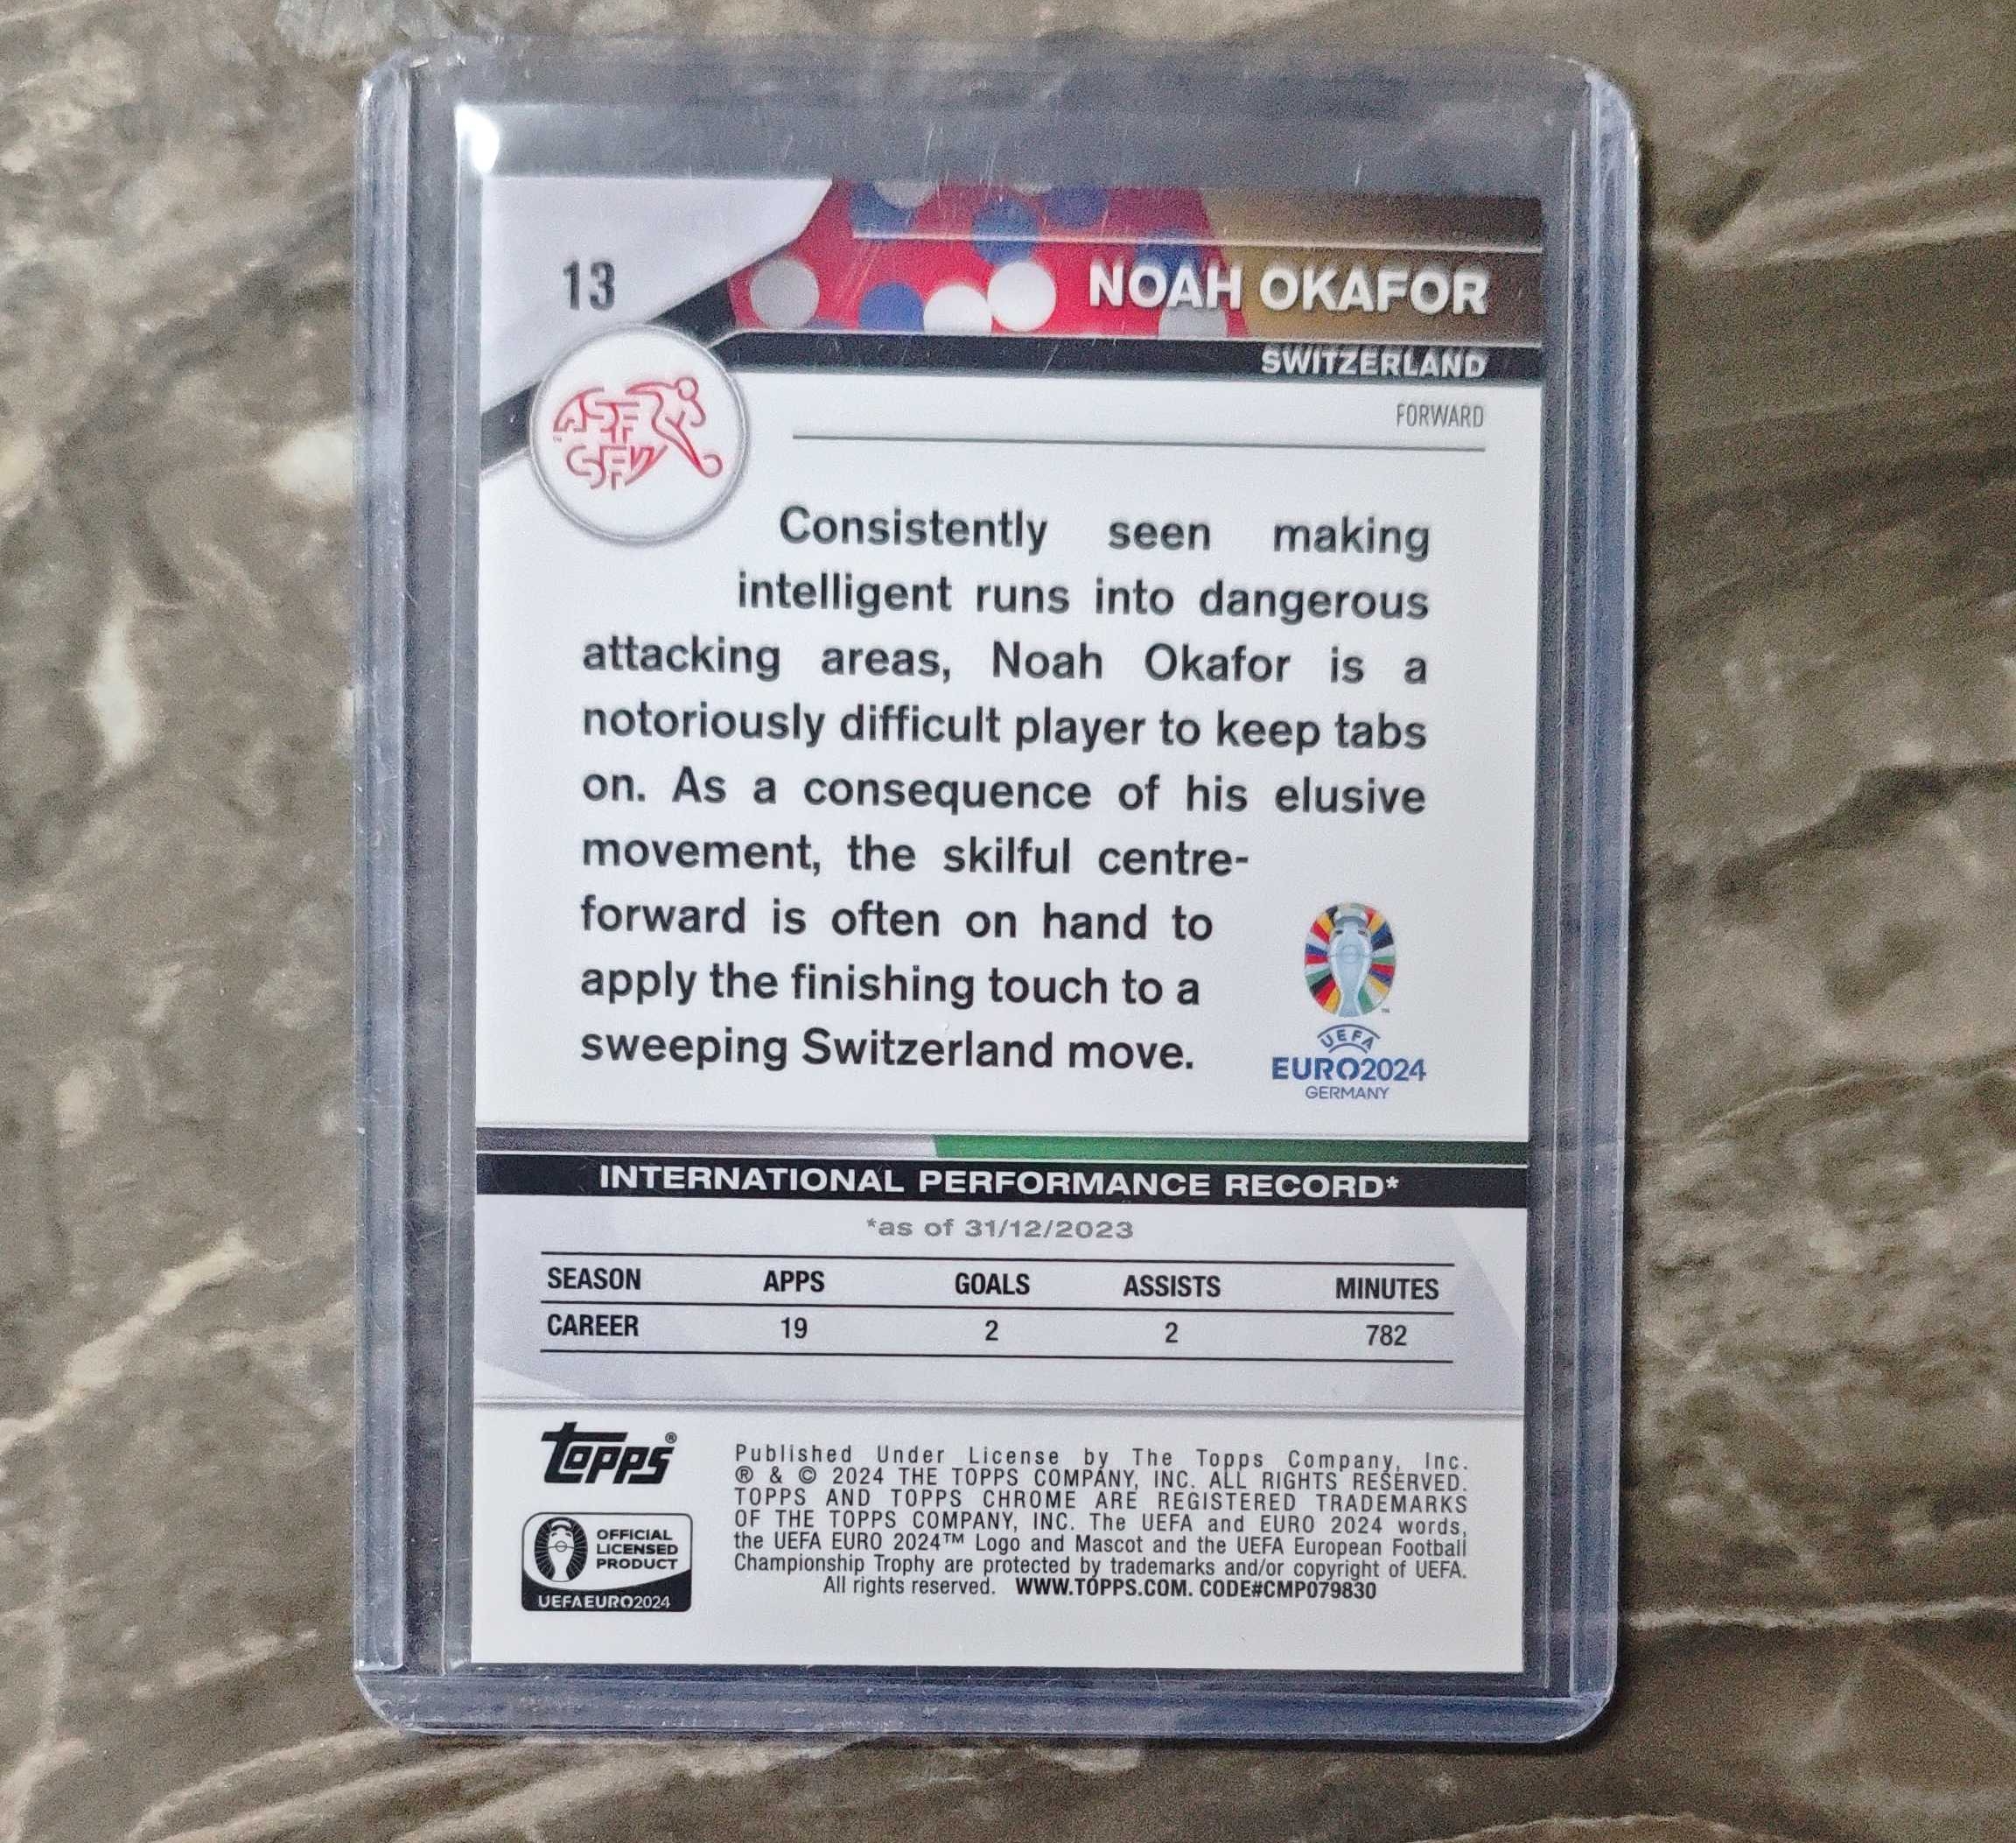 13
NOAH OKAFOR
SWITZERLAND
FORWARD
ASF
SFV
Consistently seen making
intelligent runs into dangerous
attacking areas, Noah Okafor is a
notoriously difficult player to keep tabs
on. As a consequence of his elusive
movement, the skilful centre-
forward is often on hand to
apply the finishing touch to a
sweeping Switzerland move.
UEFA
EURO2024
GERMANY
INTERNATIONAL PERFORMANCE RECORD*
*as of 31/12/2023
SEASON APPS GOALS ASSISTS MINUTES
CAREER 19 2 2 782
topps®
OFFICIAL
LICENSED
PRODUCT
UEFAEURO2024
Published Under License by The Topps Company, Inc.
® & © 2024 THE TOPPS COMPANY, INC. ALL RIGHTS RESERVED.
TOPPS AND TOPPS CHROME ARE REGISTERED TRADEMARKS
OF THE TOPPS COMPANY, INC. The UEFA and EURO 2024 words,
the UEFA EURO 2024™ Logo and Mascot and the UEFA European Football
Championship Trophy are protected by trademarks and/or copyright of UEFA.
All rights reserved. WWW.TOPPS.COM. CODE#CMP079830